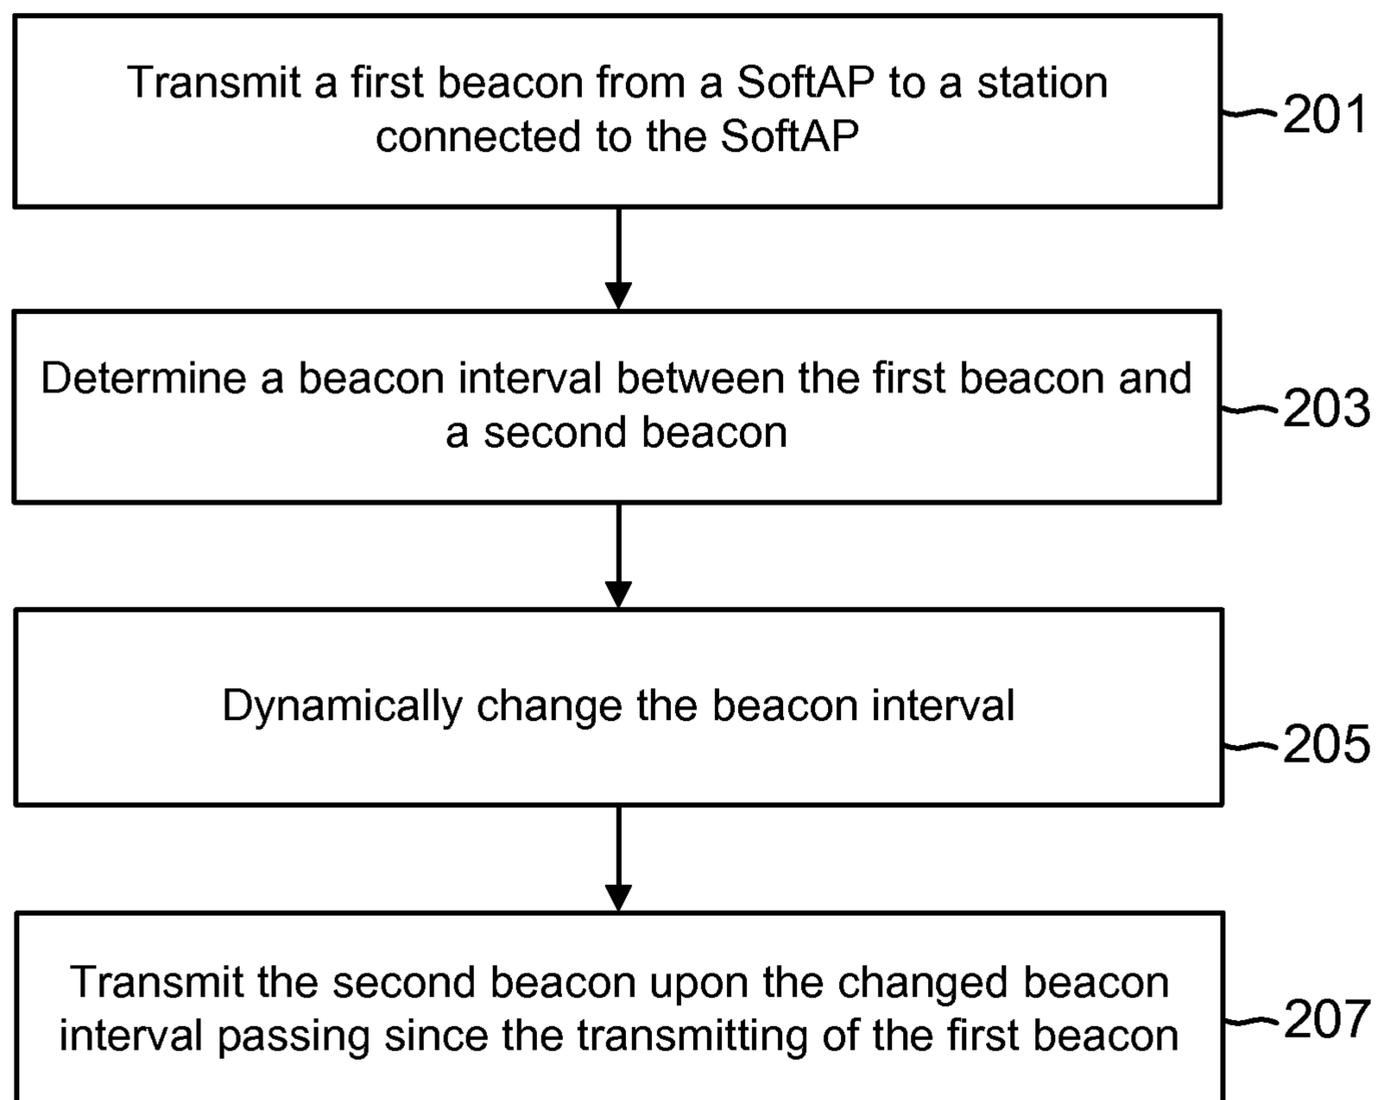 Transmit a first beacon from a SoftAP to a station
connected to the SoftAP
201
Determine a beacon interval between the first beacon and
a second beacon
203
Dynamically change the beacon interval
205
Transmit the second beacon upon the changed beacon
interval passing since the transmitting of the first beacon
207